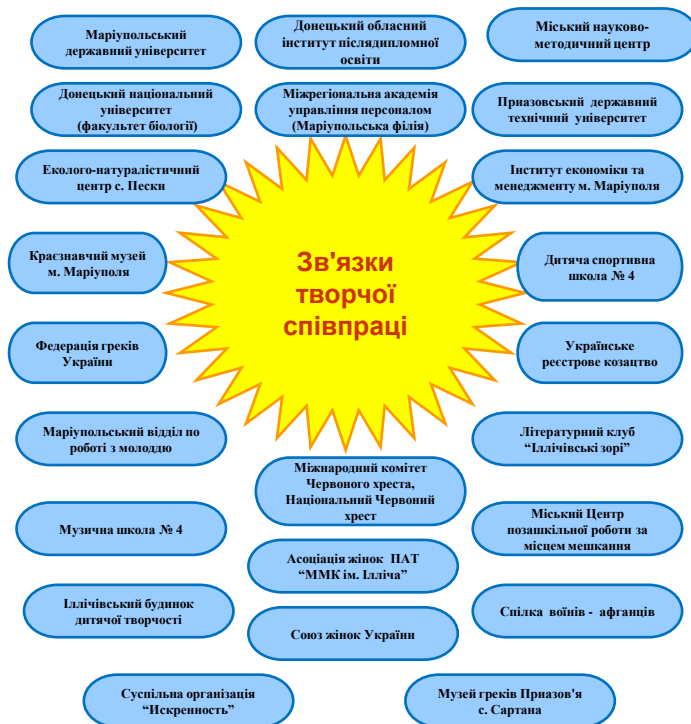 Маріупольський
державний університет
Донецький обласний
інститут післядипломної
освіти
Міський науково-
методичний центр
Донецький національний
університет
(факультет біології)
Міжрегіональна академія
управління персоналом
(Маріупольська філія)
Приазовський державний
технічний університет
Еколого-натуралістичний
центр с. Пески
Інститут економіки та
менеджменту м. Маріуполя
Краєзнавчий музей
м. Маріуполя
Зв'язки
творчої
співпраці
Дитяча спортивна
школа № 4
Федерація греків
України
Українське
реєстрове козацтво
Маріупольський відділ по
роботі з молоддю
Літературний клуб
“Іллічівські зорі”
Міжнародний комітет
Червоного хреста,
Національний Червоний
хрест
Музична школа № 4
Міський Центр
позашкільної роботи за
місцем мешкання
Асоціація жінок ПАТ
“ММК ім. Ілліча”
Іллічівський будинок
дитячої творчості
Спілка воїнів - афганців
Союз жінок України
Суспільна організація
“Искренность”
Музей греків Приазов'я
с. Сартана